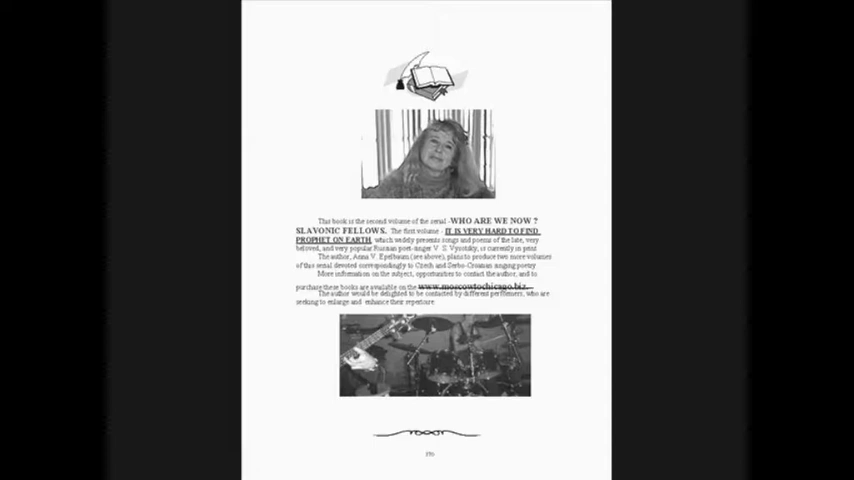 This book is the second volume of the serial -WHO ARE WE NOW ?
SLAVONIC FELLOWS. The first volume - IT IS VERY HARD TO FIND
PROPHET ON EARTH, which widely presents songs and poems of the late, very
beloved, and very popular Russian poet-singer V. S. Vysotsky, is currently in print
The author, Anna V. Epelbaum (see above), plans to produce two more volumes
of this serial devoted correspondingly to Czech and Serbo-Croatian singing poetry.
More information on the subject, opportunities to contact the author, and to
purchase these books are available on the www.moscowtochicago.biz.
The author would be delighted to be contacted by different performers, who are
seeking to enlarge and enhance their repertoire